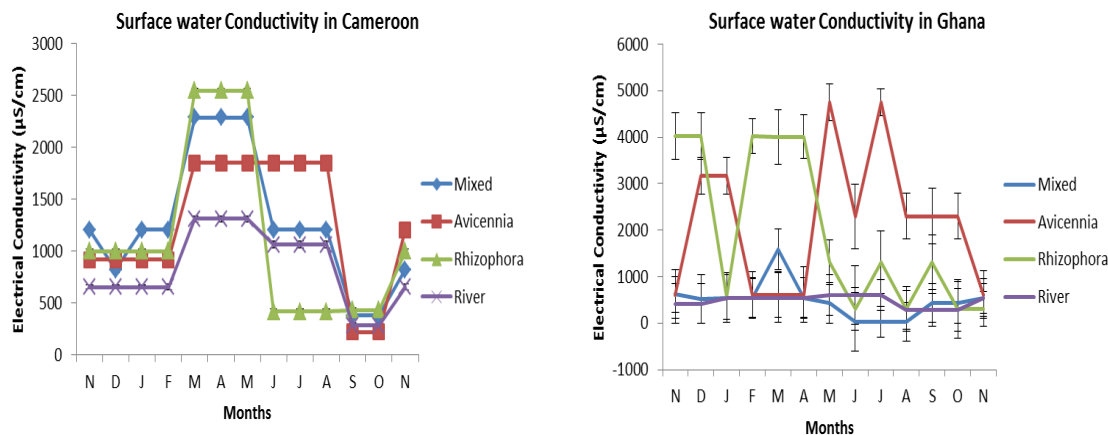 Surface water Conductivity in Cameroon
3000
2500
2000
1500
1000
500
0
Electrical Conductivity (µS/cm)
N D J F M A M J J A S O N
Months
Mixed
Avicennia
Rhizophora
River
Surface water Conductivity in Ghana
6000
5000
4000
3000
2000
1000
0
-1000
Electrical Conductivity (µS/cm)
N D J F M A M J J A S O N
Months
Mixed
Avicennia
Rhizophora
River